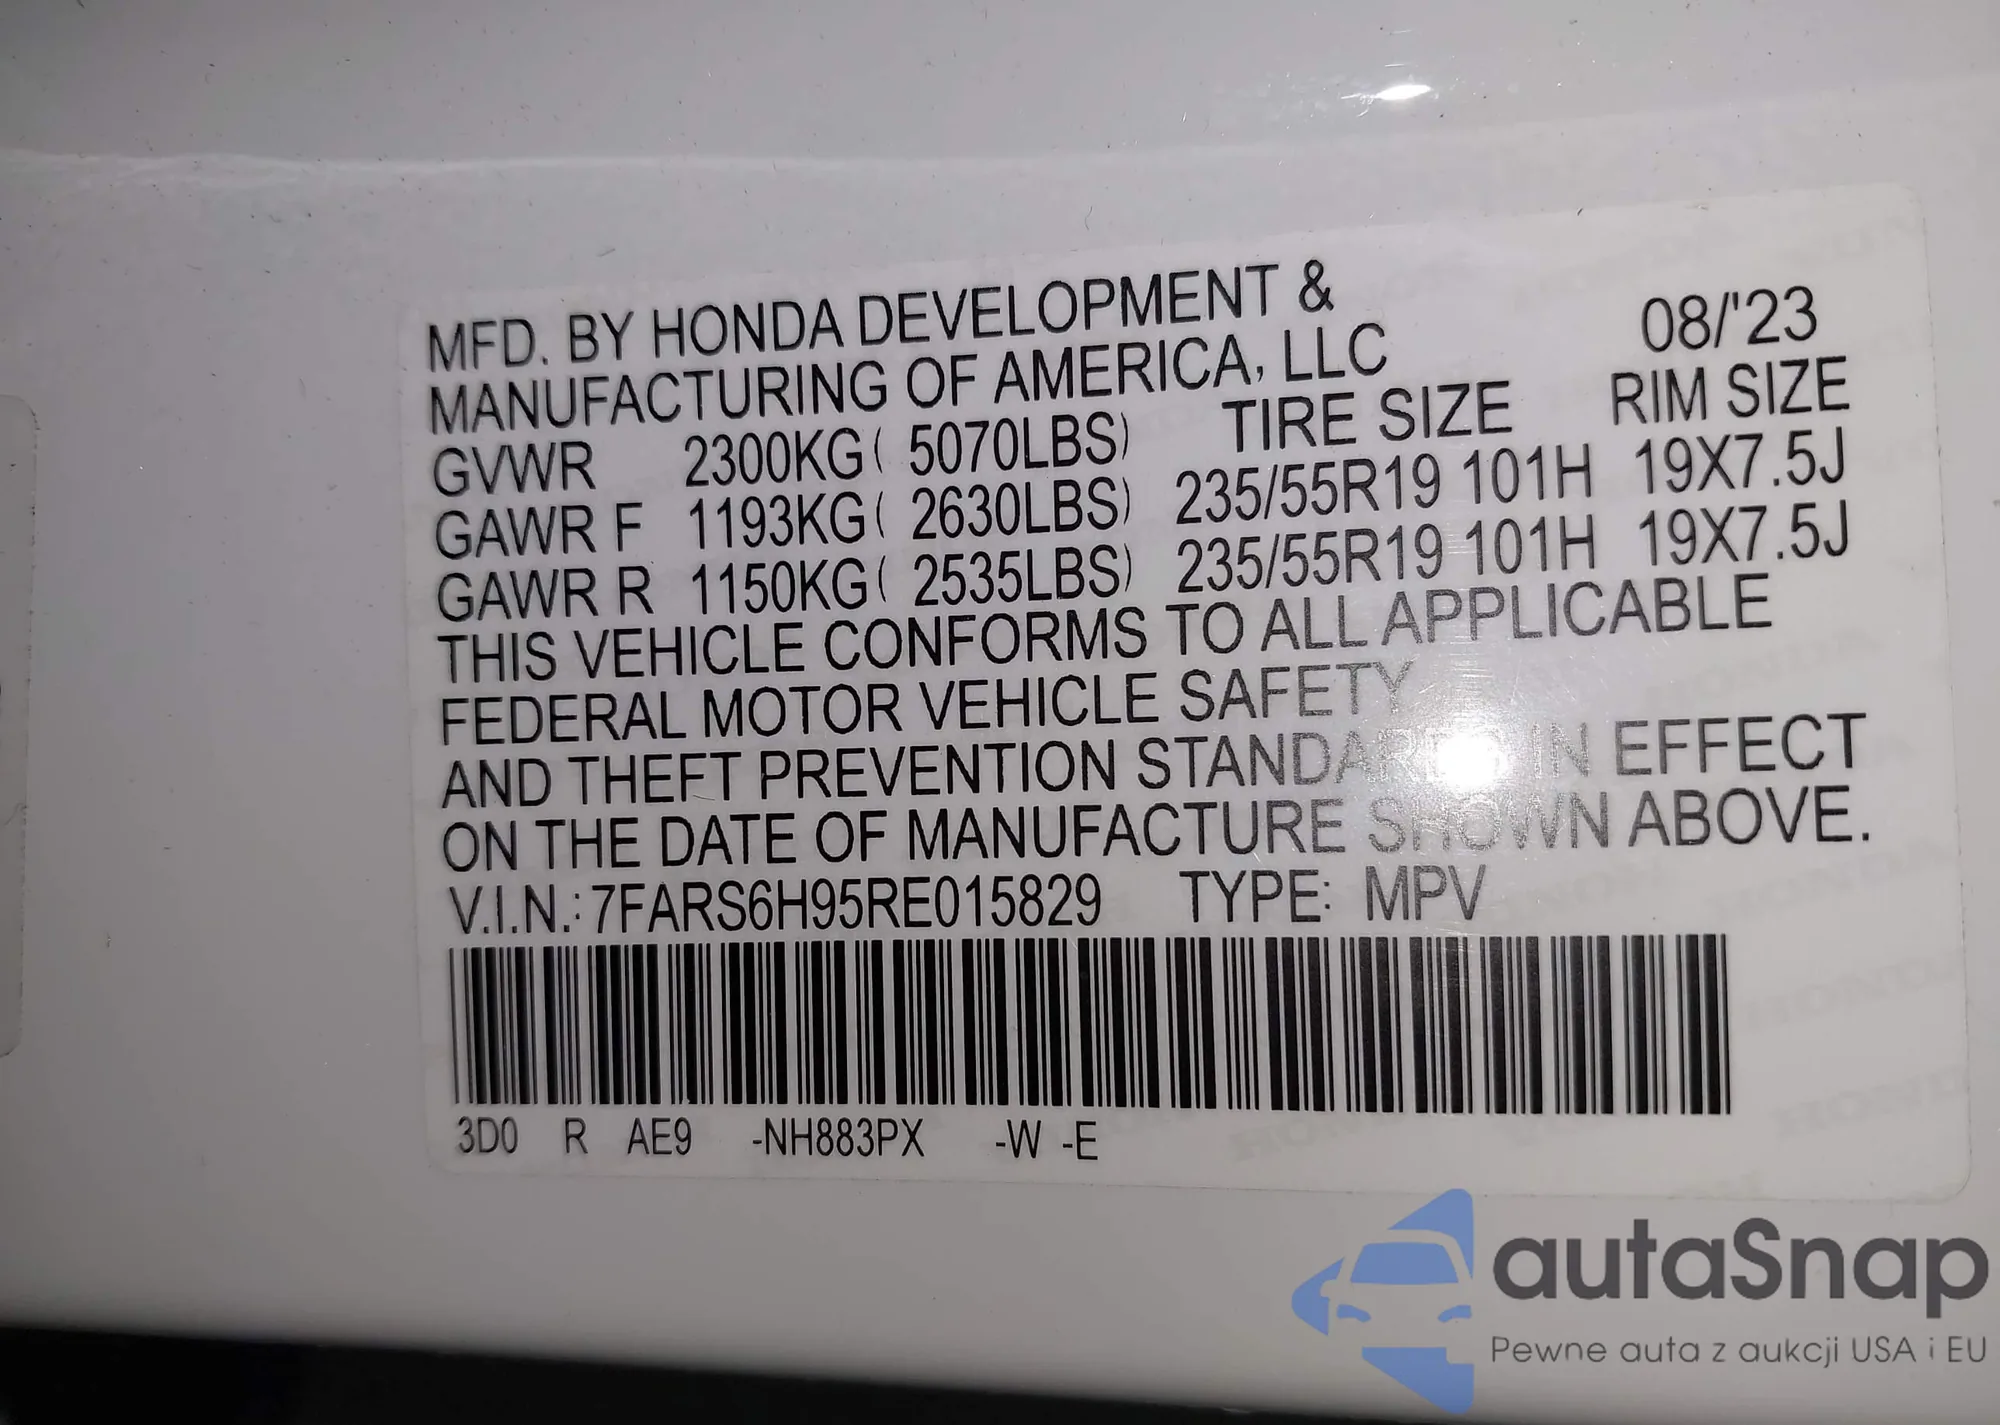 MFD. BY HONDA DEVELOPMENT & 08/'23
MANUFACTURING OF AMERICA, LLC
TIRE SIZE RIM SIZE
GVWR 2300KG( 5070LBS)
GAWR F 1193KG( 2630LBS) 235/55R19 101H 19X7.5J
GAWR R 1150KG( 2535LBS) 235/55R19 101H 19X7.5J
THIS VEHICLE CONFORMS TO ALL APPLICABLE
FEDERAL MOTOR VEHICLE SAFETY
AND THEFT PREVENTION STANDARDS IN EFFECT
ON THE DATE OF MANUFACTURE SHOWN ABOVE.
V.I.N.: 7FARS6H95RE015829 TYPE: MPV
3D0 R AE9 -NH883PX -W -E
autaSnap
Pewne auta z aukcji USA i EU